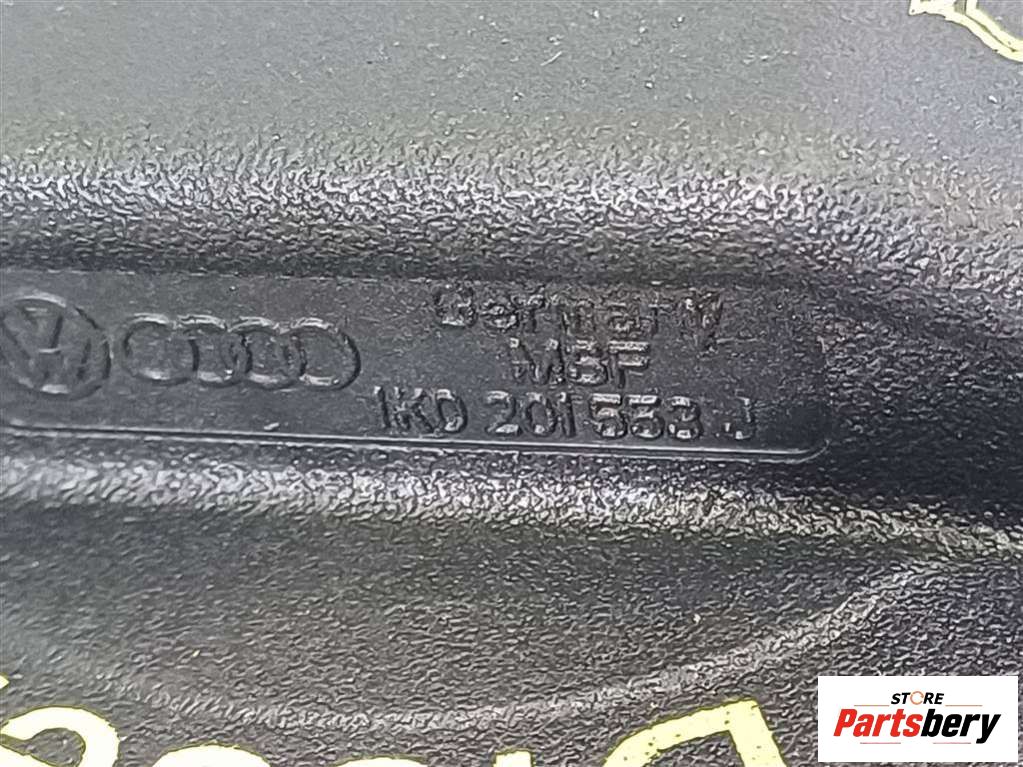 Germany
MBF
1K0 201 553 J
STORE
Partsbery